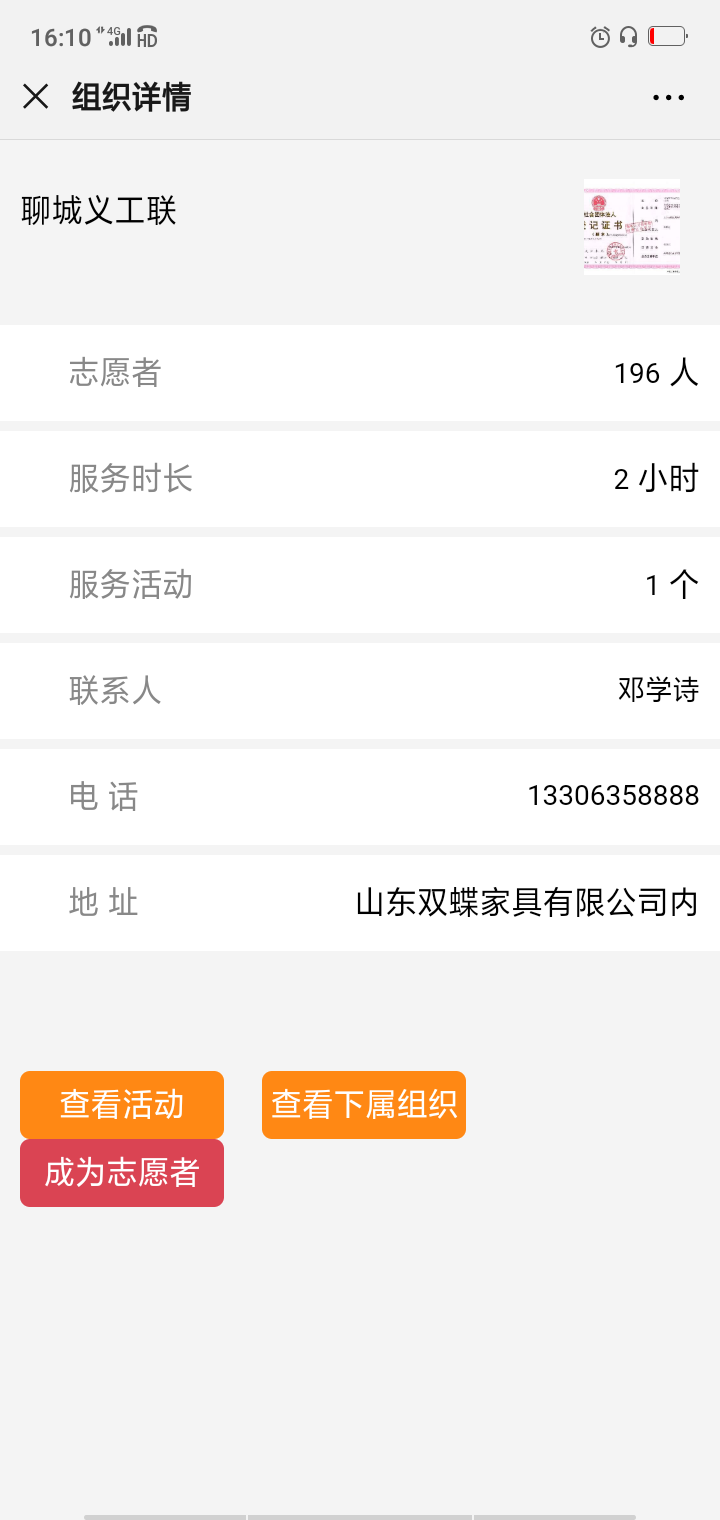 16:10 4G HD
组织详情
聊城义工联
志愿者 196 人
服务时长 2 小时
服务活动 1 个
联系人 邓学诗
电 话 13306358888
地 址 山东双蝶家具有限公司内
查看活动 查看下属组织
成为志愿者